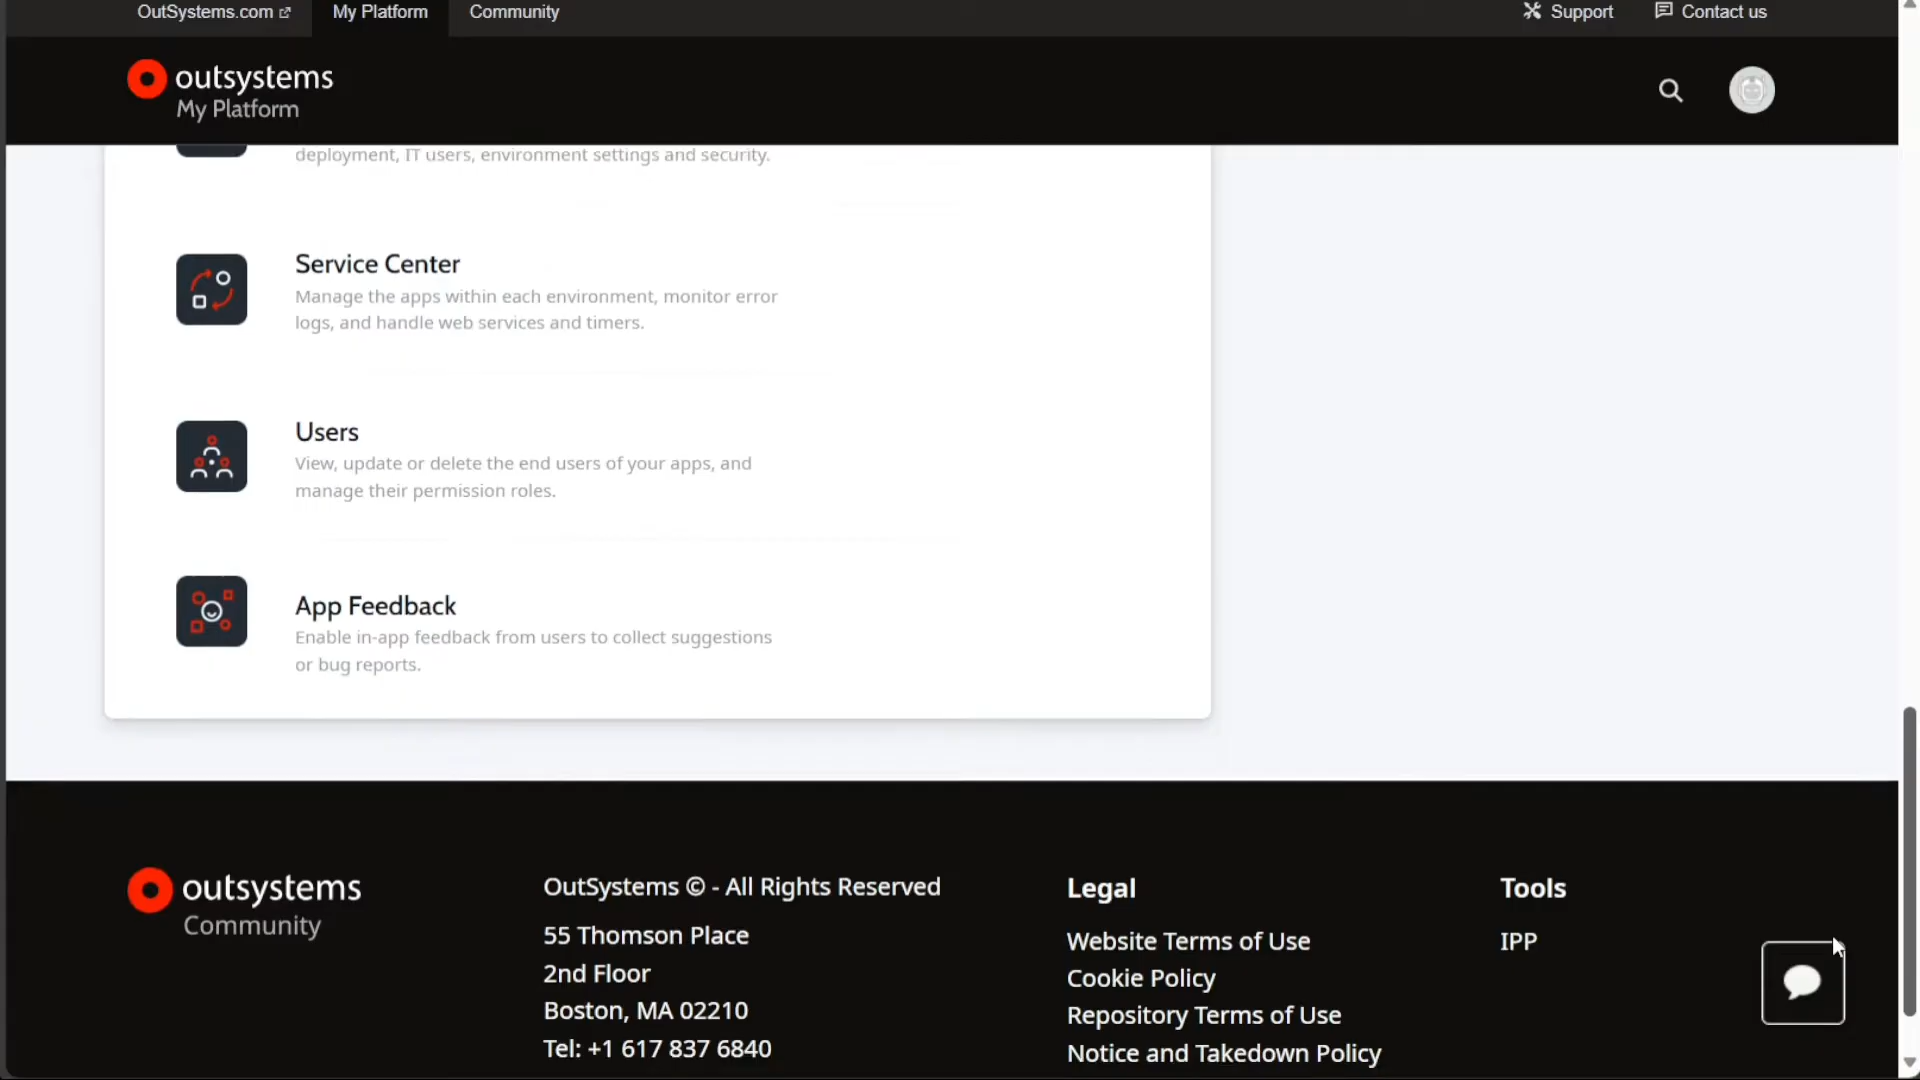 OutSystems.com
My Platform
Community
Support
Contact us
outsystems
My Platform
deployment, IT users, environment settings and security.
Service Center
Manage the apps within each environment, monitor error
logs, and handle web services and timers.
Users
View, update or delete the end users of your apps, and
manage their permission roles.
App Feedback
Enable in-app feedback from users to collect suggestions
or bug reports.
outsystems
Community
OutSystems © - All Rights Reserved
55 Thomson Place
2nd Floor
Boston, MA 02210
Tel: +1 617 837 6840
Legal
Website Terms of Use
Cookie Policy
Repository Terms of Use
Notice and Takedown Policy
Tools
IPP